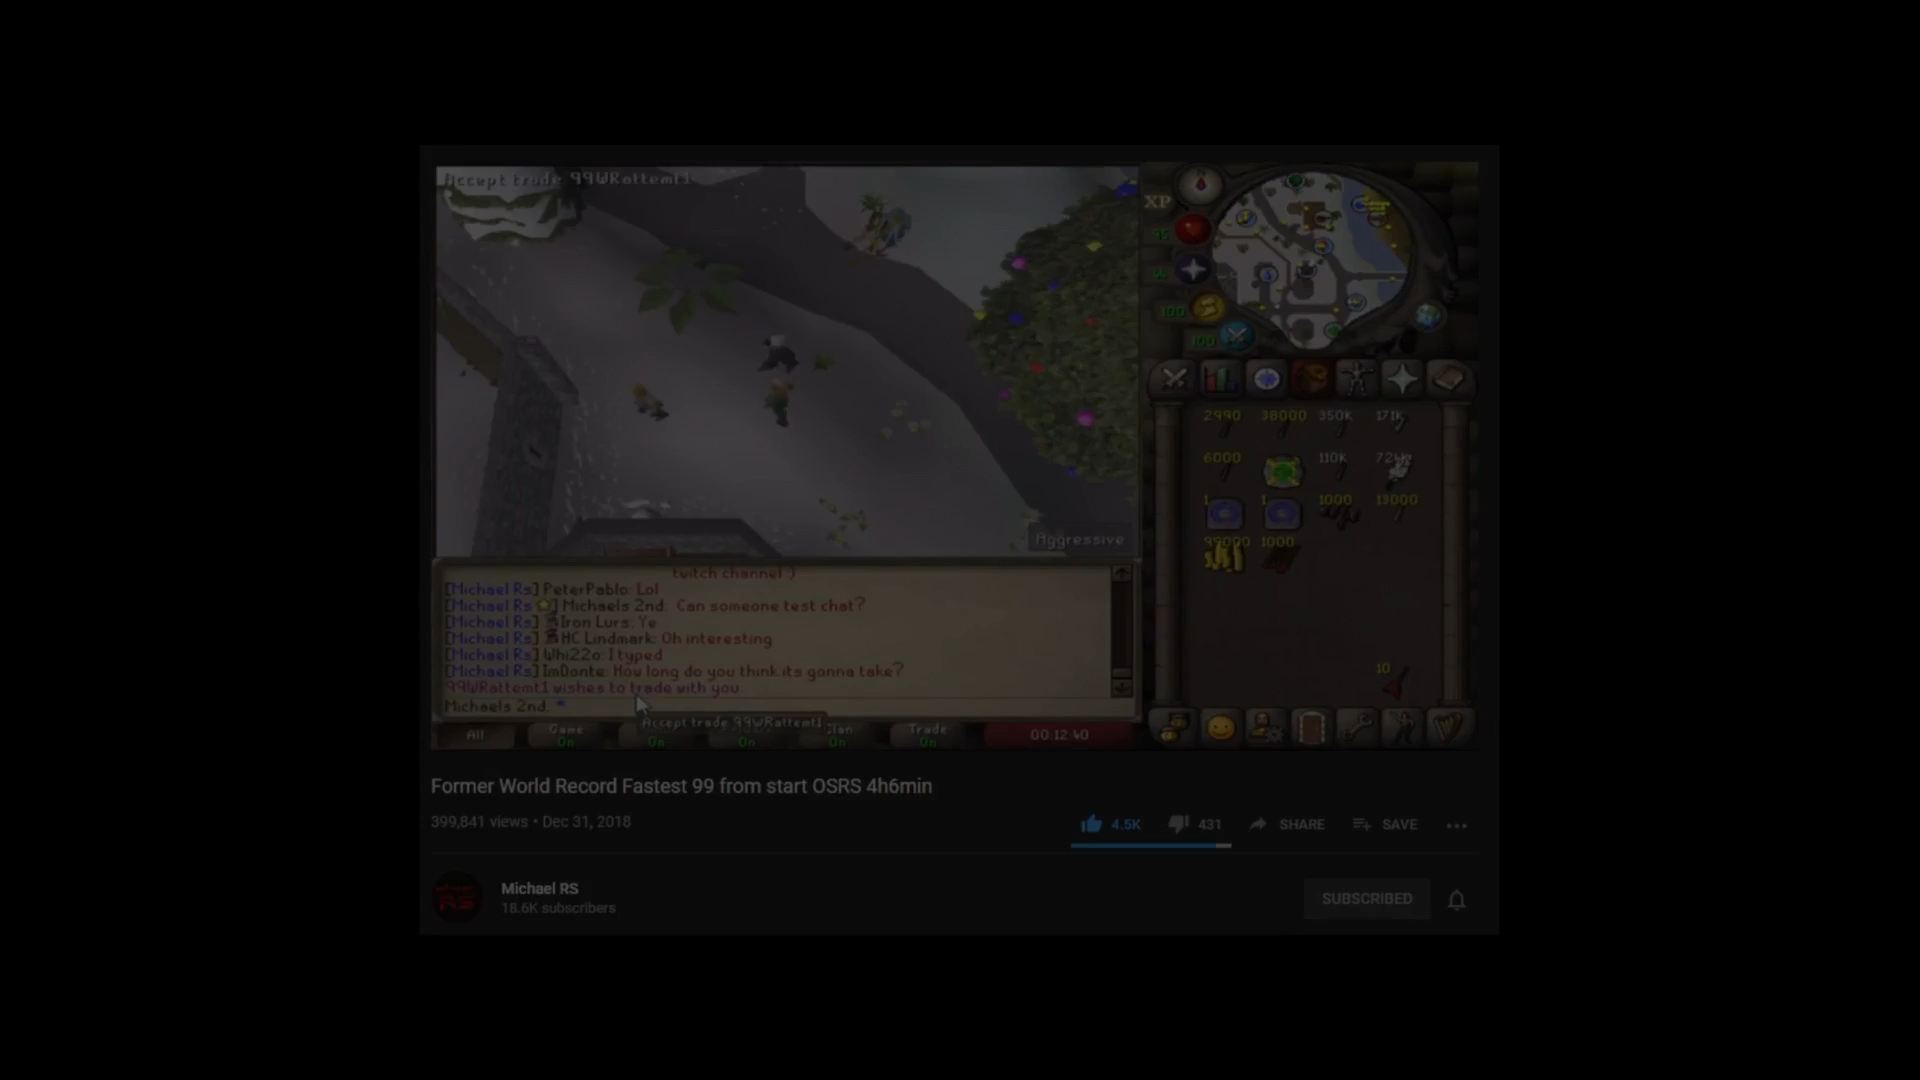 Accept trade 99WRattemt1
XP
100
100
2990 38000 350K 171K
6000 110K
1 1 1000 13000
99000 1000
10
Aggressive
twitch channel :)
[Michael Rs] PeterPablo: Lol
[Michael Rs] Michaels 2nd: Can someone test chat?
[Michael Rs] Iron Lurs: Ye
[Michael Rs] HC Lindmark: Oh interesting
[Michael Rs] Whi22o: I typed
[Michael Rs] ImDonte: How long do you think its gonna take?
99WRattemt1 wishes to trade with you.
Michaels 2nd: *
Accept trade 99WRattemt1
All Game Clan Trade 00:12:40
On On On On On
Former World Record Fastest 99 from start OSRS 4h6min
399,841 views • Dec 31, 2018
4.5K 431 SHARE SAVE
RS
Michael RS
18.6K subscribers
SUBSCRIBED